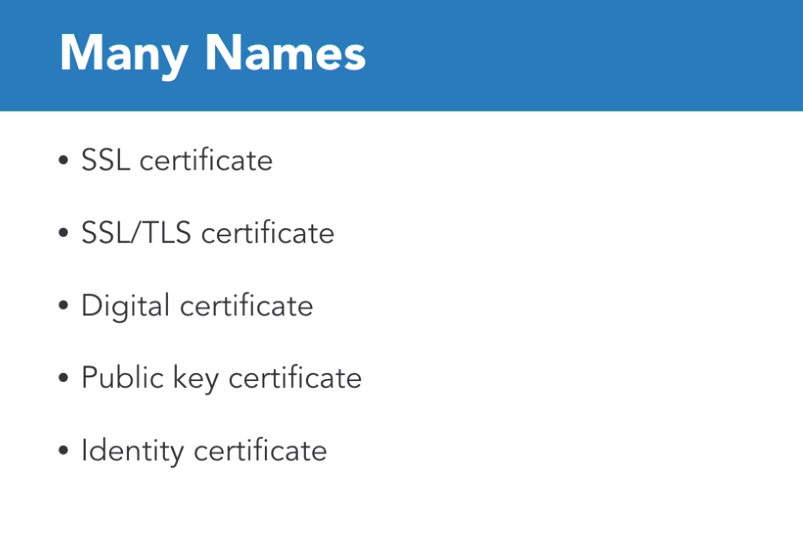 Many Names
• SSL certificate
• SSL/TLS certificate
• Digital certificate
• Public key certificate
• Identity certificate